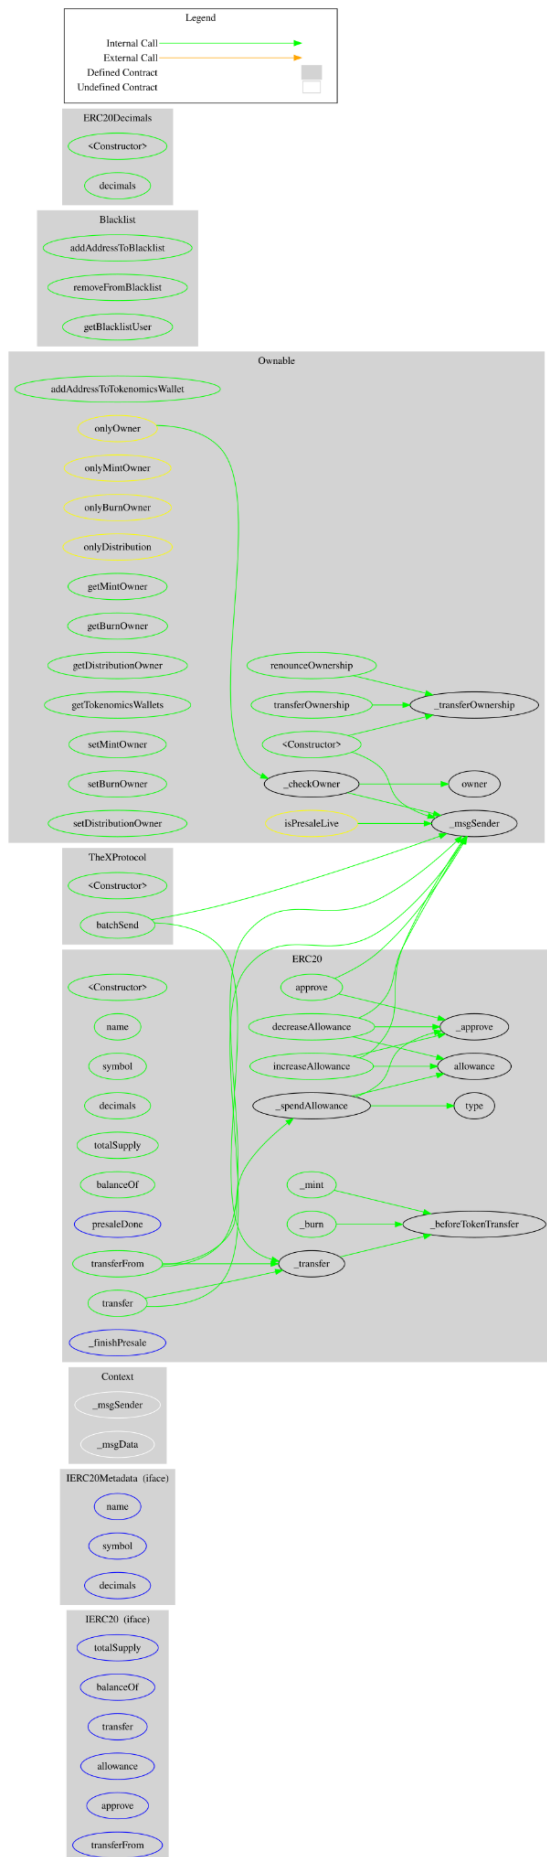 Legend
Internal Call
External Call
Defined Contract
Undefined Contract
ERC20Decimals
<Constructor>
decimals
Blacklist
addAddressToBlacklist
removeFromBlacklist
getBlacklistUser
Ownable
addAddressToTokenomicsWallet
onlyOwner
onlyMintOwner
onlyBurnOwner
onlyDistribution
getMintOwner
getBurnOwner
getDistributionOwner
renounceOwnership
getTokenomicsWallets
transferOwnership
_transferOwnership
setMintOwner
<Constructor>
setBurnOwner
_checkOwner
owner
setDistributionOwner
isPresaleLive
_msgSender
TheXProtocol
<Constructor>
batchSend
ERC20
<Constructor>
approve
name
decreaseAllowance
_approve
symbol
increaseAllowance
allowance
decimals
_spendAllowance
type
totalSupply
balanceOf
_mint
presaleDone
_burn
_beforeTokenTransfer
transferFrom
_transfer
transfer
_finishPresale
Context
_msgSender
_msgData
IERC20Metadata (iface)
name
symbol
decimals
IERC20 (iface)
totalSupply
balanceOf
transfer
allowance
approve
transferFrom